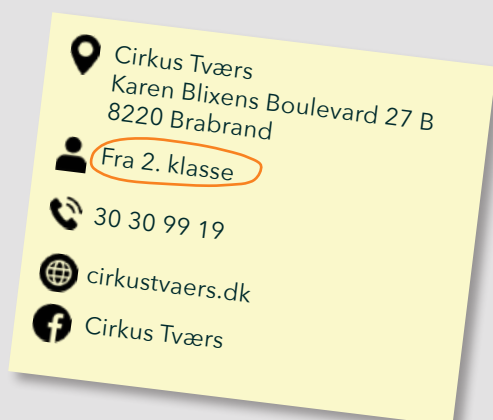 Cirkus Tværs
Karen Blixens Boulevard 27 B
8220 Brabrand
Fra 2. klasse
30 30 99 19
cirkustvaers.dk
Cirkus Tværs